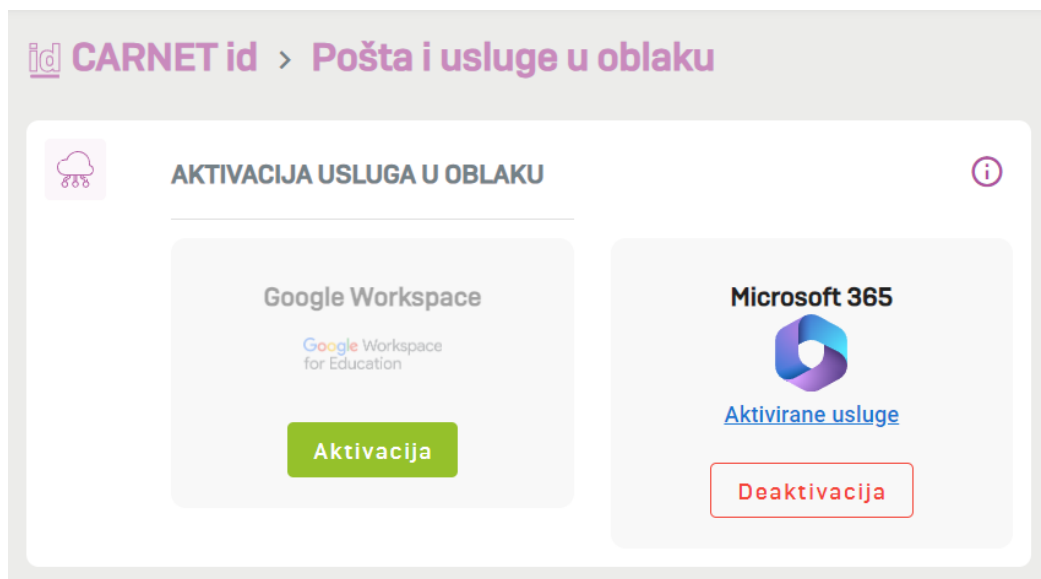 id CARNET id > Pošta i usluge u oblaku
AKTIVACIJA USLUGA U OBLAKU
i
Google Workspace
Google Workspace
for Education
Aktivacija
Microsoft 365
Aktivirane usluge
Deaktivacija